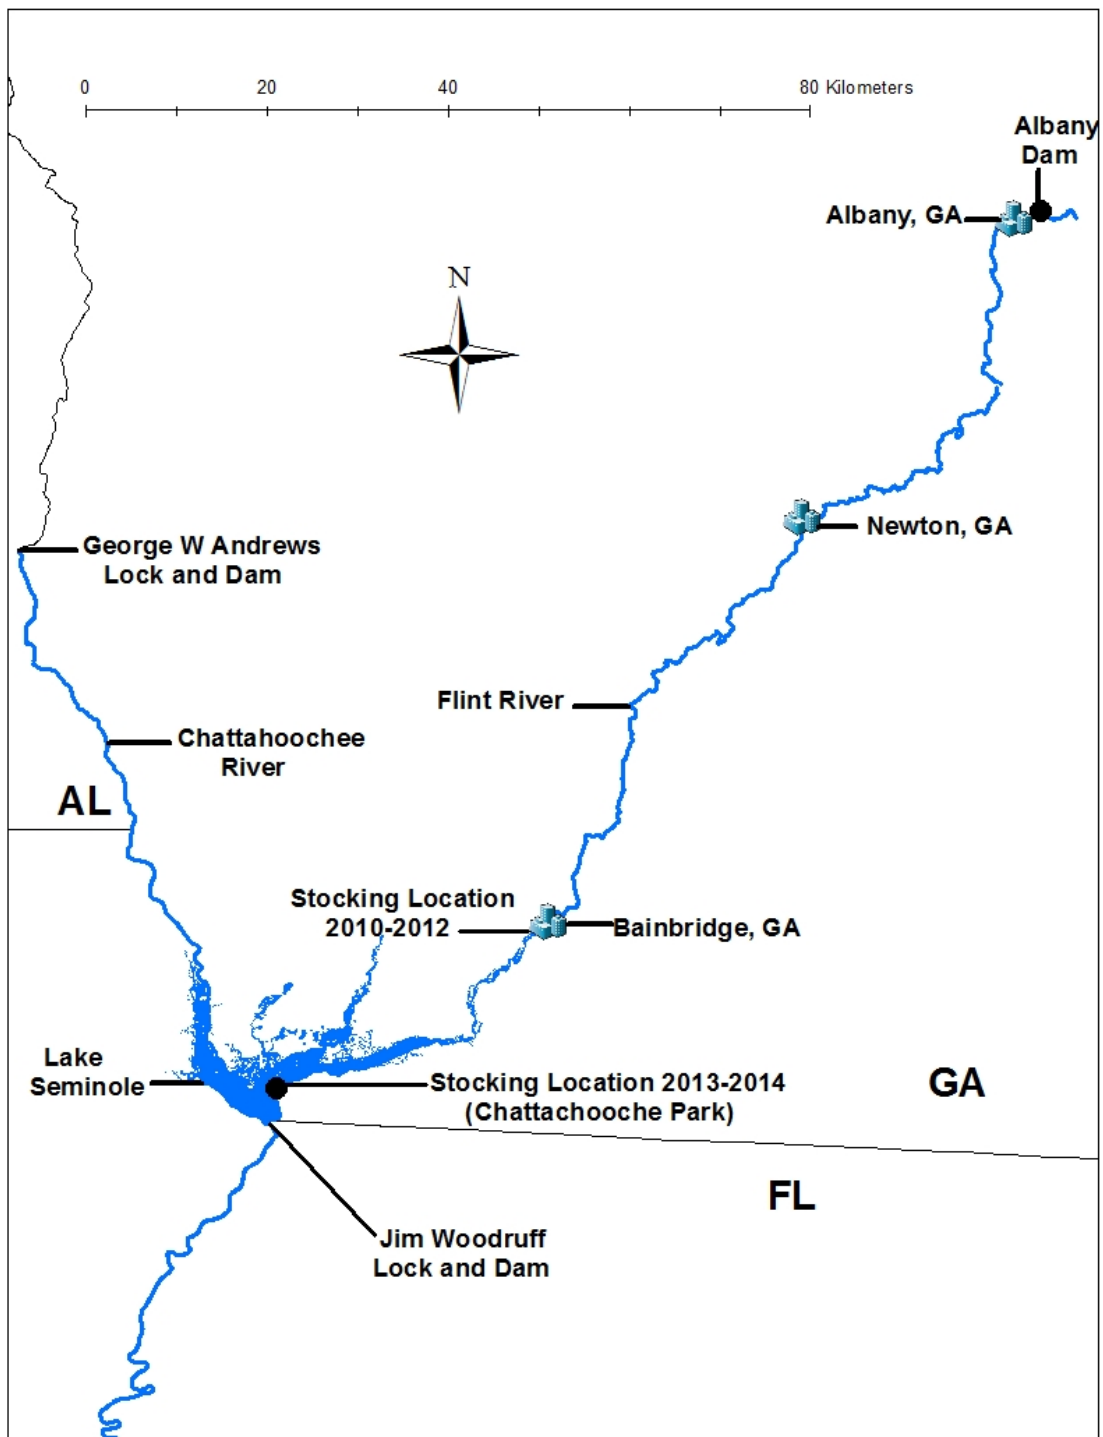 0 20 40 80 Kilometers
Albany
Dam
Albany, GA
N
Newton, GA
George W Andrews
Lock and Dam
Flint River
Chattahoochee
River
AL
Stocking Location
2010-2012
Bainbridge, GA
Lake
Seminole
Stocking Location 2013-2014
(Chattachooche Park)
GA
FL
Jim Woodruff
Lock and Dam